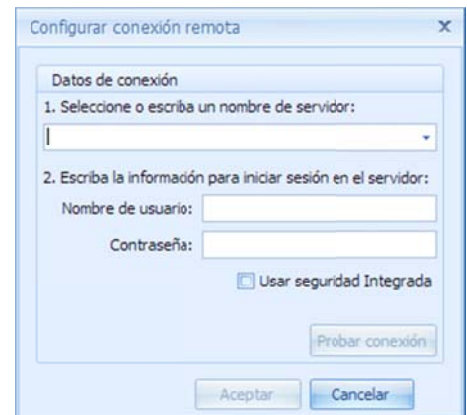 Configurar conexión remota
Datos de conexión
1. Seleccione o escriba un nombre de servidor:
2. Escriba la información para iniciar sesión en el servidor:
Nombre de usuario:
Contraseña:
Usar seguridad Integrada
Probar conexión
Aceptar Cancelar